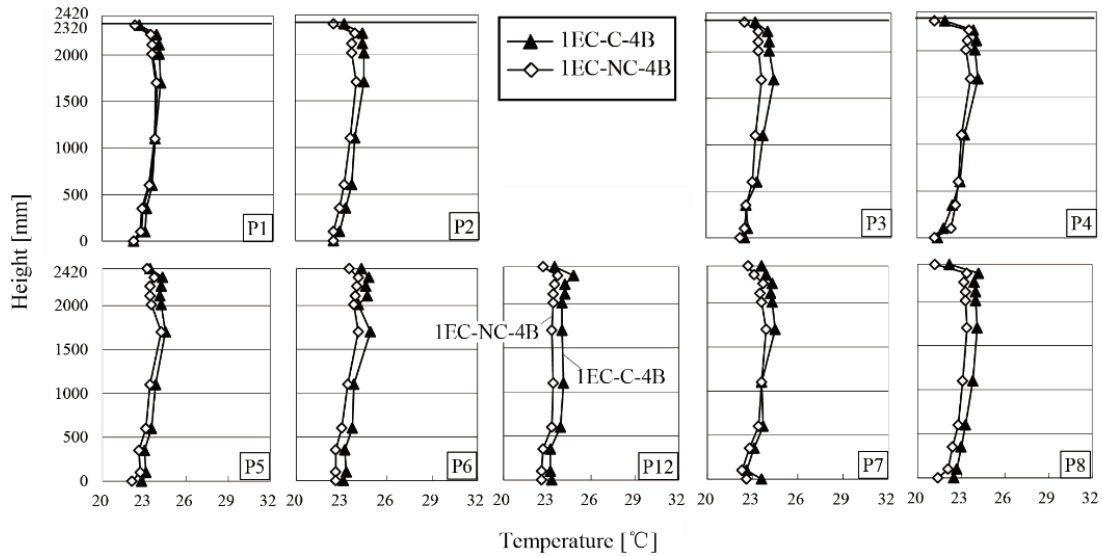 2420
2320
2000
1500
1000
500
0
P1
P2
1EC-C-4B
1EC-NC-4B
P3
P4
Height [mm]
2420
2000
1500
1000
500
0
P5
P6
1EC-NC-4B
1EC-C-4B
P12
P7
P8
20 23 26 29 32
20 23 26 29 32
20 23 26 29 32
20 23 26 29 32
20 23 26 29 32
Temperature [℃]